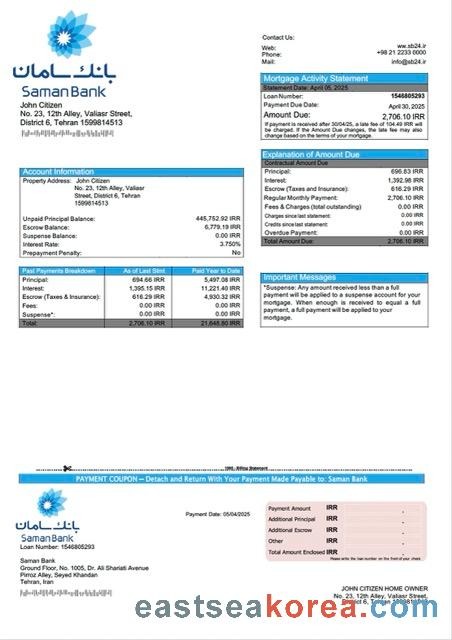 بانك سامان
Saman Bank
John Citizen
No. 23, 12th Alley, Valiasr Street,
District 6, Tehran 1599814513
Contact Us:
Web: ww.sb24.ir
Phone: +98 21 2233 0000
Mail: info@sb24.ir
Mortgage Activity Statement
Statement Date: April 05, 2025
Loan Number: 1546805293
Payment Due Date: April 30, 2025
Amount Due: 2,706.10 IRR
If payment is received after 30/04/25, a late fee of 104.49 IRR will
be charged. If the Amount Due changes, the late fee may also
change based on the terms of your mortgage.
Explanation of Amount Due
Contractual Amount Due
Principal: 696.83 IRR
Interest: 1,392.98 IRR
Escrow (Taxes and Insurance): 616.29 IRR
Regular Monthly Payment: 2,706.10 IRR
Fees & Charges (total outstanding) 0.00 IRR
Charges since last statement: 0.00 IRR
Credits since last statement: 0.00 IRR
Overdue Payment: 0.00 IRR
Total Amount Due: 2,706.10 IRR
Account Information
Property Address: John Citizen
No. 23, 12th Alley, Valiasr
Street, District 6, Tehran
1599814513
Unpaid Principal Balance: 445,752.92 IRR
Escrow Balance: 6,779.19 IRR
Suspense Balance: 0.00 IRR
Interest Rate: 3.750%
Prepayment Penalty: No
Past Payments Breakdown As of Last Stmt Paid Year to Date
Principal: 694.66 IRR 5,497.08 IRR
Interest: 1,395.15 IRR 11,221.40 IRR
Escrow (Taxes & Insurance): 616.29 IRR 4,930.32 IRR
Fees: 0.00 IRR 0.00 IRR
Suspense*: 0.00 IRR 0.00 IRR
Total: 2,706.10 IRR 21,648.80 IRR
Important Messages
*Suspense: Any amount received less than a full
payment will be applied to a suspense account for your
mortgage. When enough is received to equal a full
payment, a full payment will be applied to your
mortgage.
Billing Statement
PAYMENT COUPON – Detach and Return With Your Payment Made Payable to: Saman Bank
بانك سامان
Saman Bank
Loan Number: 1546805293
Saman Bank
Ground Floor, No. 1005, Dr. Ali Shariati Avenue
Pirroz Alley, Seyed Khandan
Tehran, Iran
Payment Date: 05/04/2025
Payment Amount IRR
Additional Principal IRR
Additional Escrow IRR
Other IRR
Total Amount Enclosed IRR
Please write the loan number on the front of your check
JOHN CITIZEN HOME OWNER
No. 23, 12th Alley, Valiasr Street,
District 6, Tehran 1599814513
eastseakorea.com